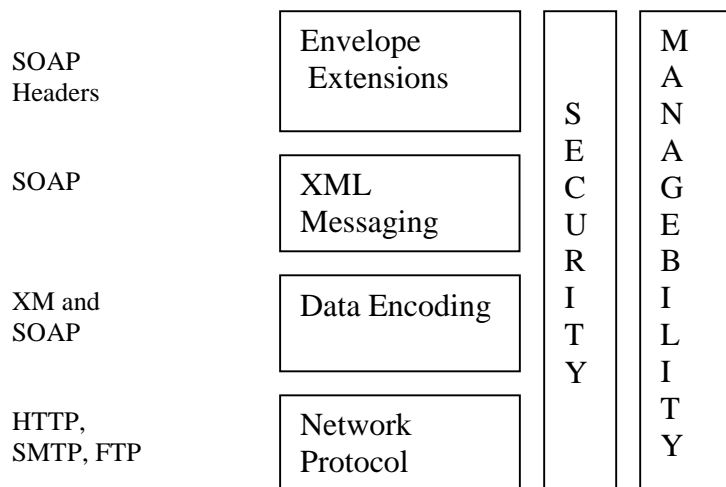 SOAP
Headers
Envelope
Extensions
SOAP
XML
Messaging
XM and
SOAP
Data Encoding
HTTP,
SMTP, FTP
Network
Protocol
S
E
C
U
R
I
T
Y
M
A
N
A
G
E
B
I
L
I
T
Y